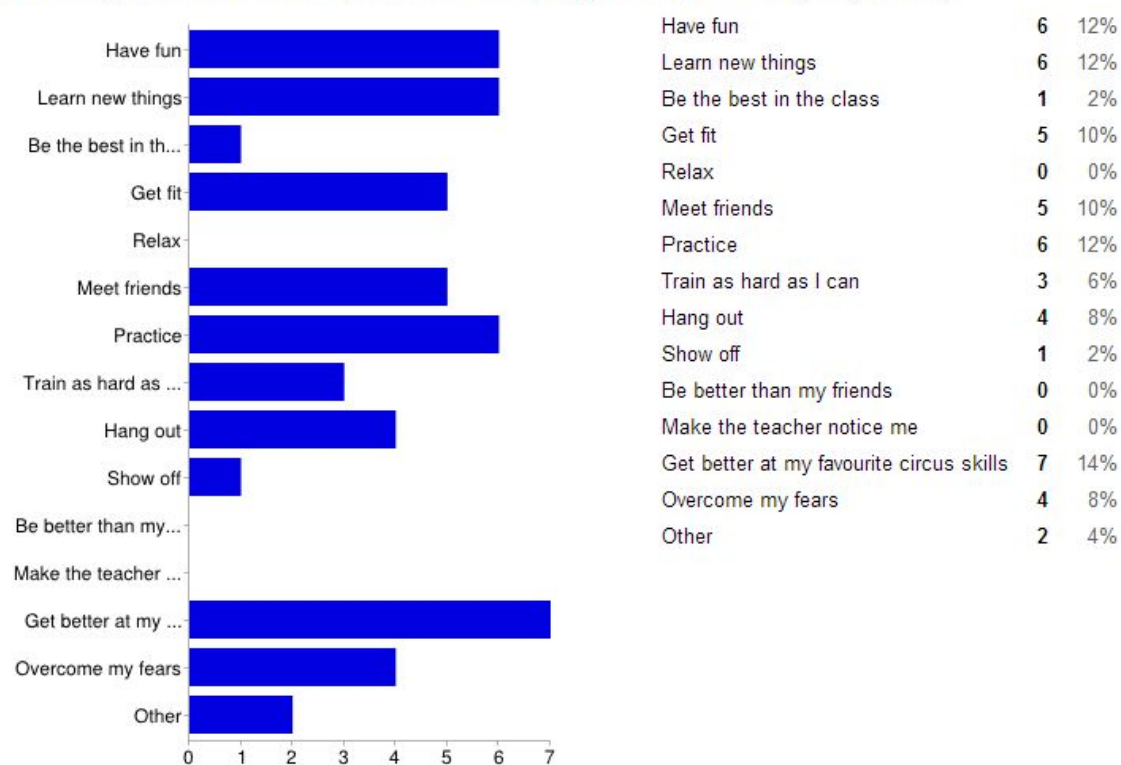 Have fun
Learn new things
Be the best in th...
Get fit
Relax
Meet friends
Practice
Train as hard as ...
Hang out
Show off
Be better than my...
Make the teacher ...
Get better at my ...
Overcome my fears
Other
0 1 2 3 4 5 6 7
Have fun 6 12%
Learn new things 6 12%
Be the best in the class 1 2%
Get fit 5 10%
Relax 0 0%
Meet friends 5 10%
Practice 6 12%
Train as hard as I can 3 6%
Hang out 4 8%
Show off 1 2%
Be better than my friends 0 0%
Make the teacher notice me 0 0%
Get better at my favourite circus skills 7 14%
Overcome my fears 4 8%
Other 2 4%